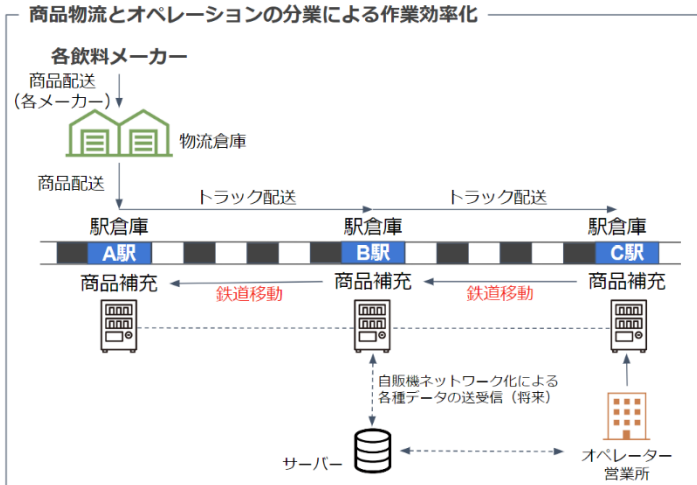 商品物流とオペレーションの分業による作業効率化
各飲料メーカー
商品配送
(各メーカー)
物流倉庫
商品配送
トラック配送
トラック配送
駅倉庫
駅倉庫
駅倉庫
A駅
B駅
C駅
商品補充
鉄道移動
商品補充
鉄道移動
商品補充
自販機ネットワーク化による
各種データの送受信（将来）
サーバー
オペレーター
営業所